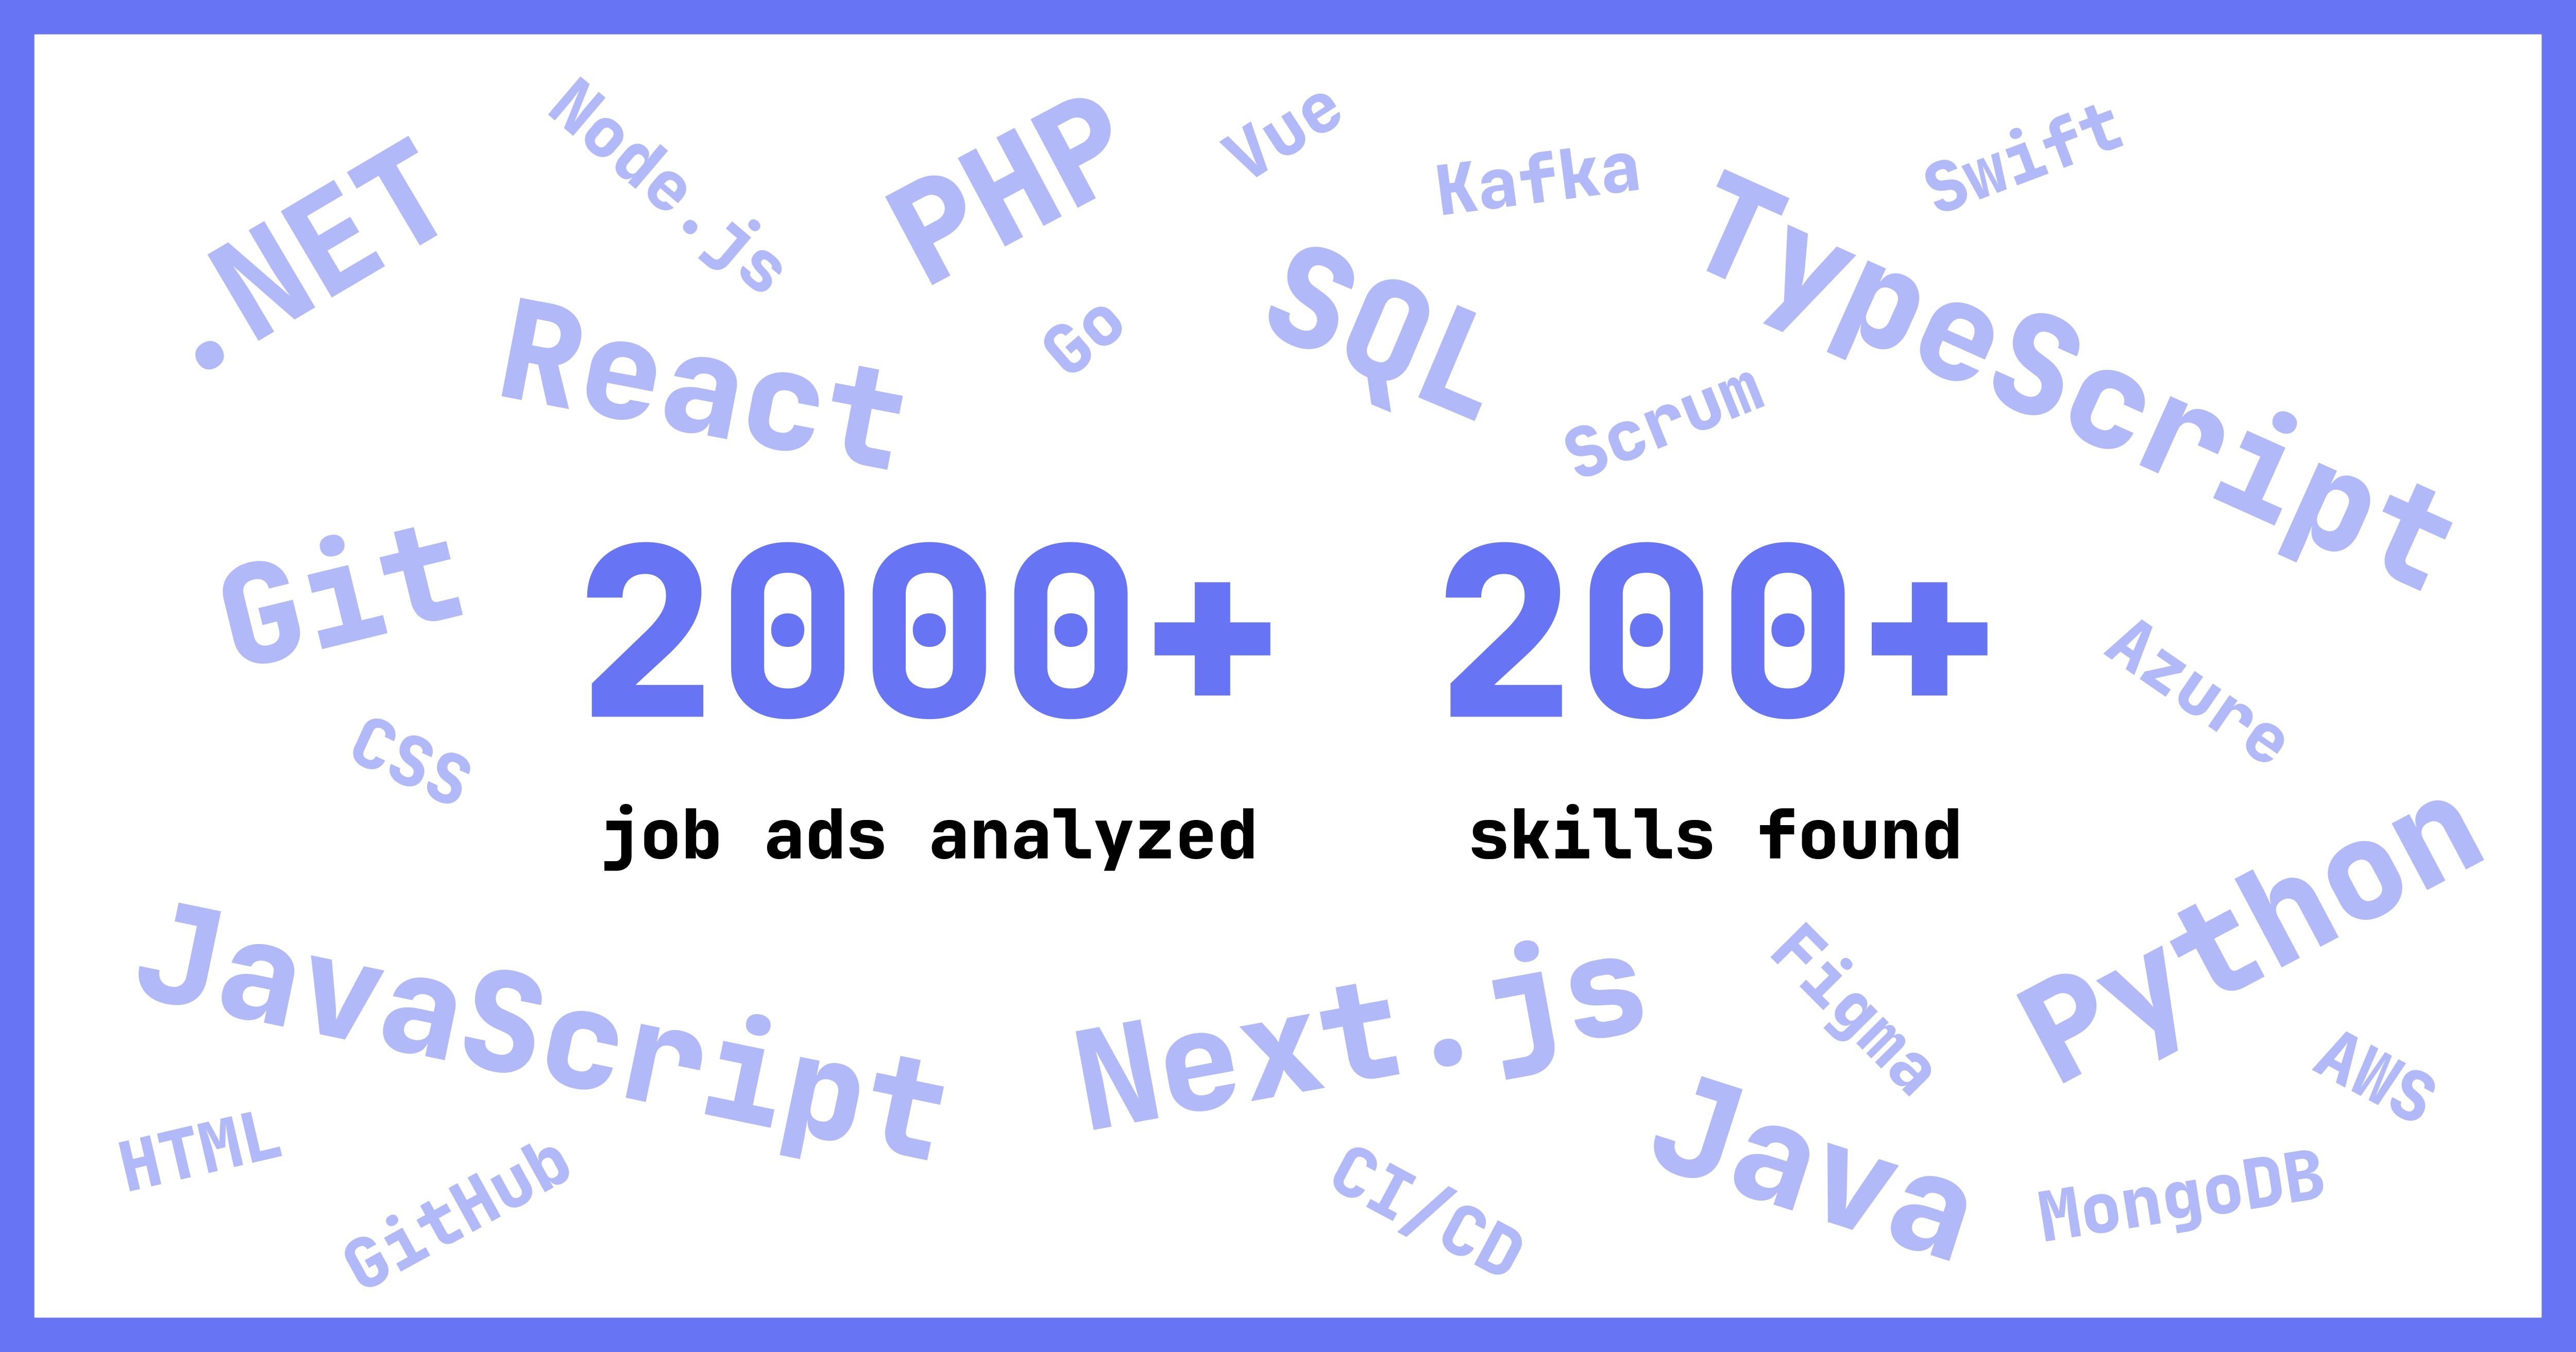 .NET
Node.js
PHP
Vue
Kafka
Swift
React
Go
SQL
Scrum
TypeScript
Git
2000+
200+
CSS
Azure
job ads analyzed
skills found
JavaScript
Next.js
Figma
Python
HTML
GitHub
CI/CD
Java
AWS
MongoDB